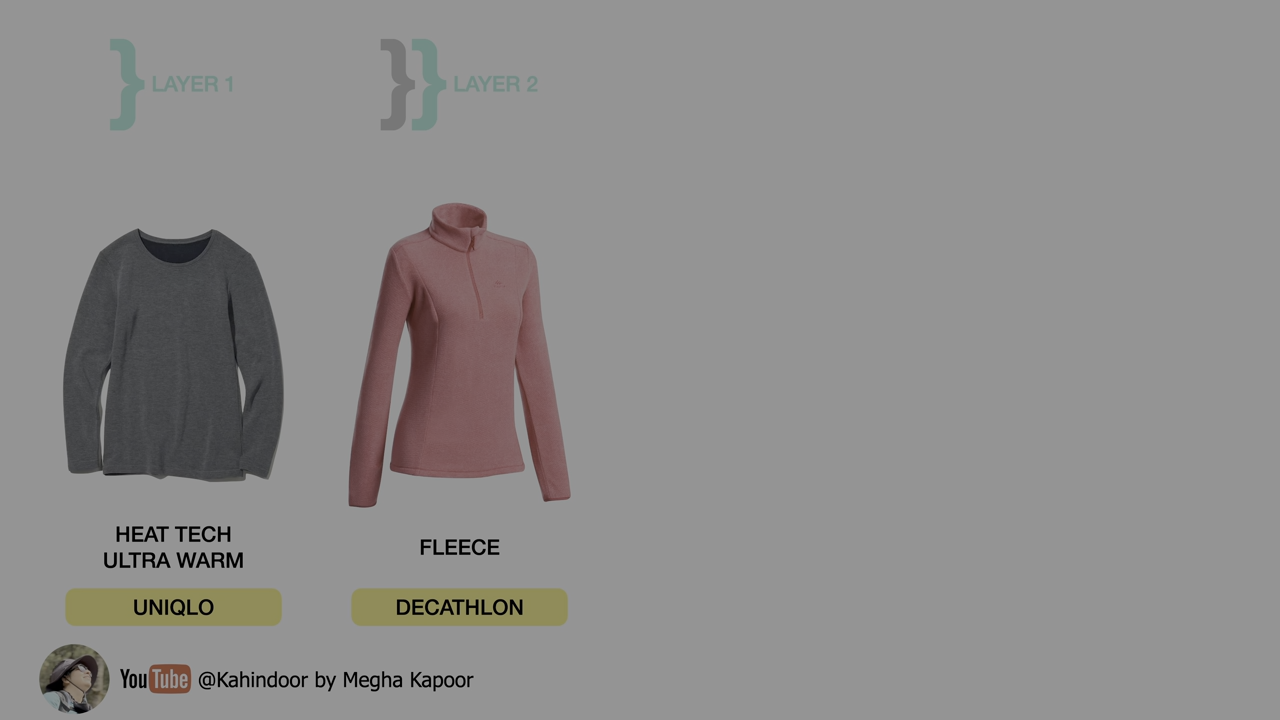 LAYER 1
LAYER 2
HEAT TECH
ULTRA WARM
FLEECE
UNIQLO
DECATHLON
YouTube @Kahindoor by Megha Kapoor